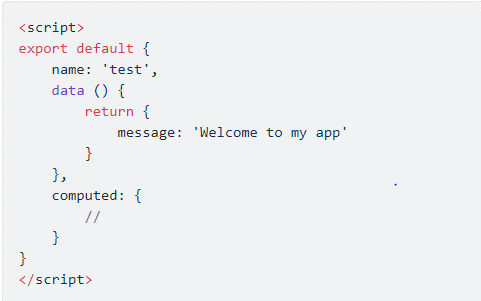 <script>
export default {
    name: 'test',
    data () {
        return {
            message: 'Welcome to my app'
        }
    },
    computed: {
        //
    }
}
</script>